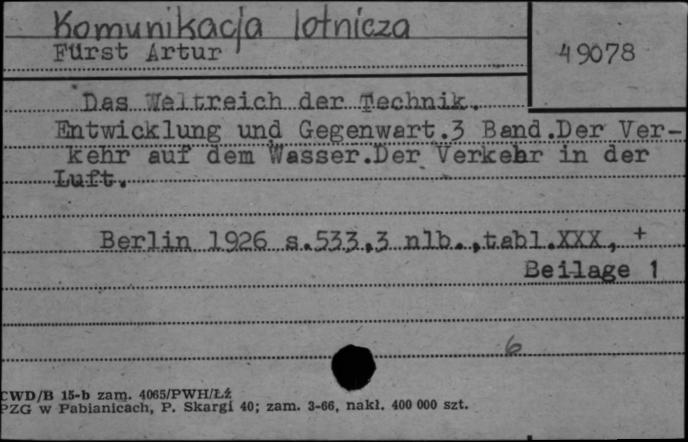 Komunikacja lotnicza
Fürst Artur
49078
Das Weltreich der Technik.
Entwicklung und Gegenwart.3 Band.Der Ver-
kehr auf dem Wasser.Der Verkehr in der
Luft.
Berlin 1926 s.533,3 nlb.,tabl.XXX, +
Beilage 1
6
CWD/B 15-b zam. 4065/PWH/Łź
PZG w Pabianicach, P. Skargi 40; zam. 3-66, nakł. 400 000 szt.